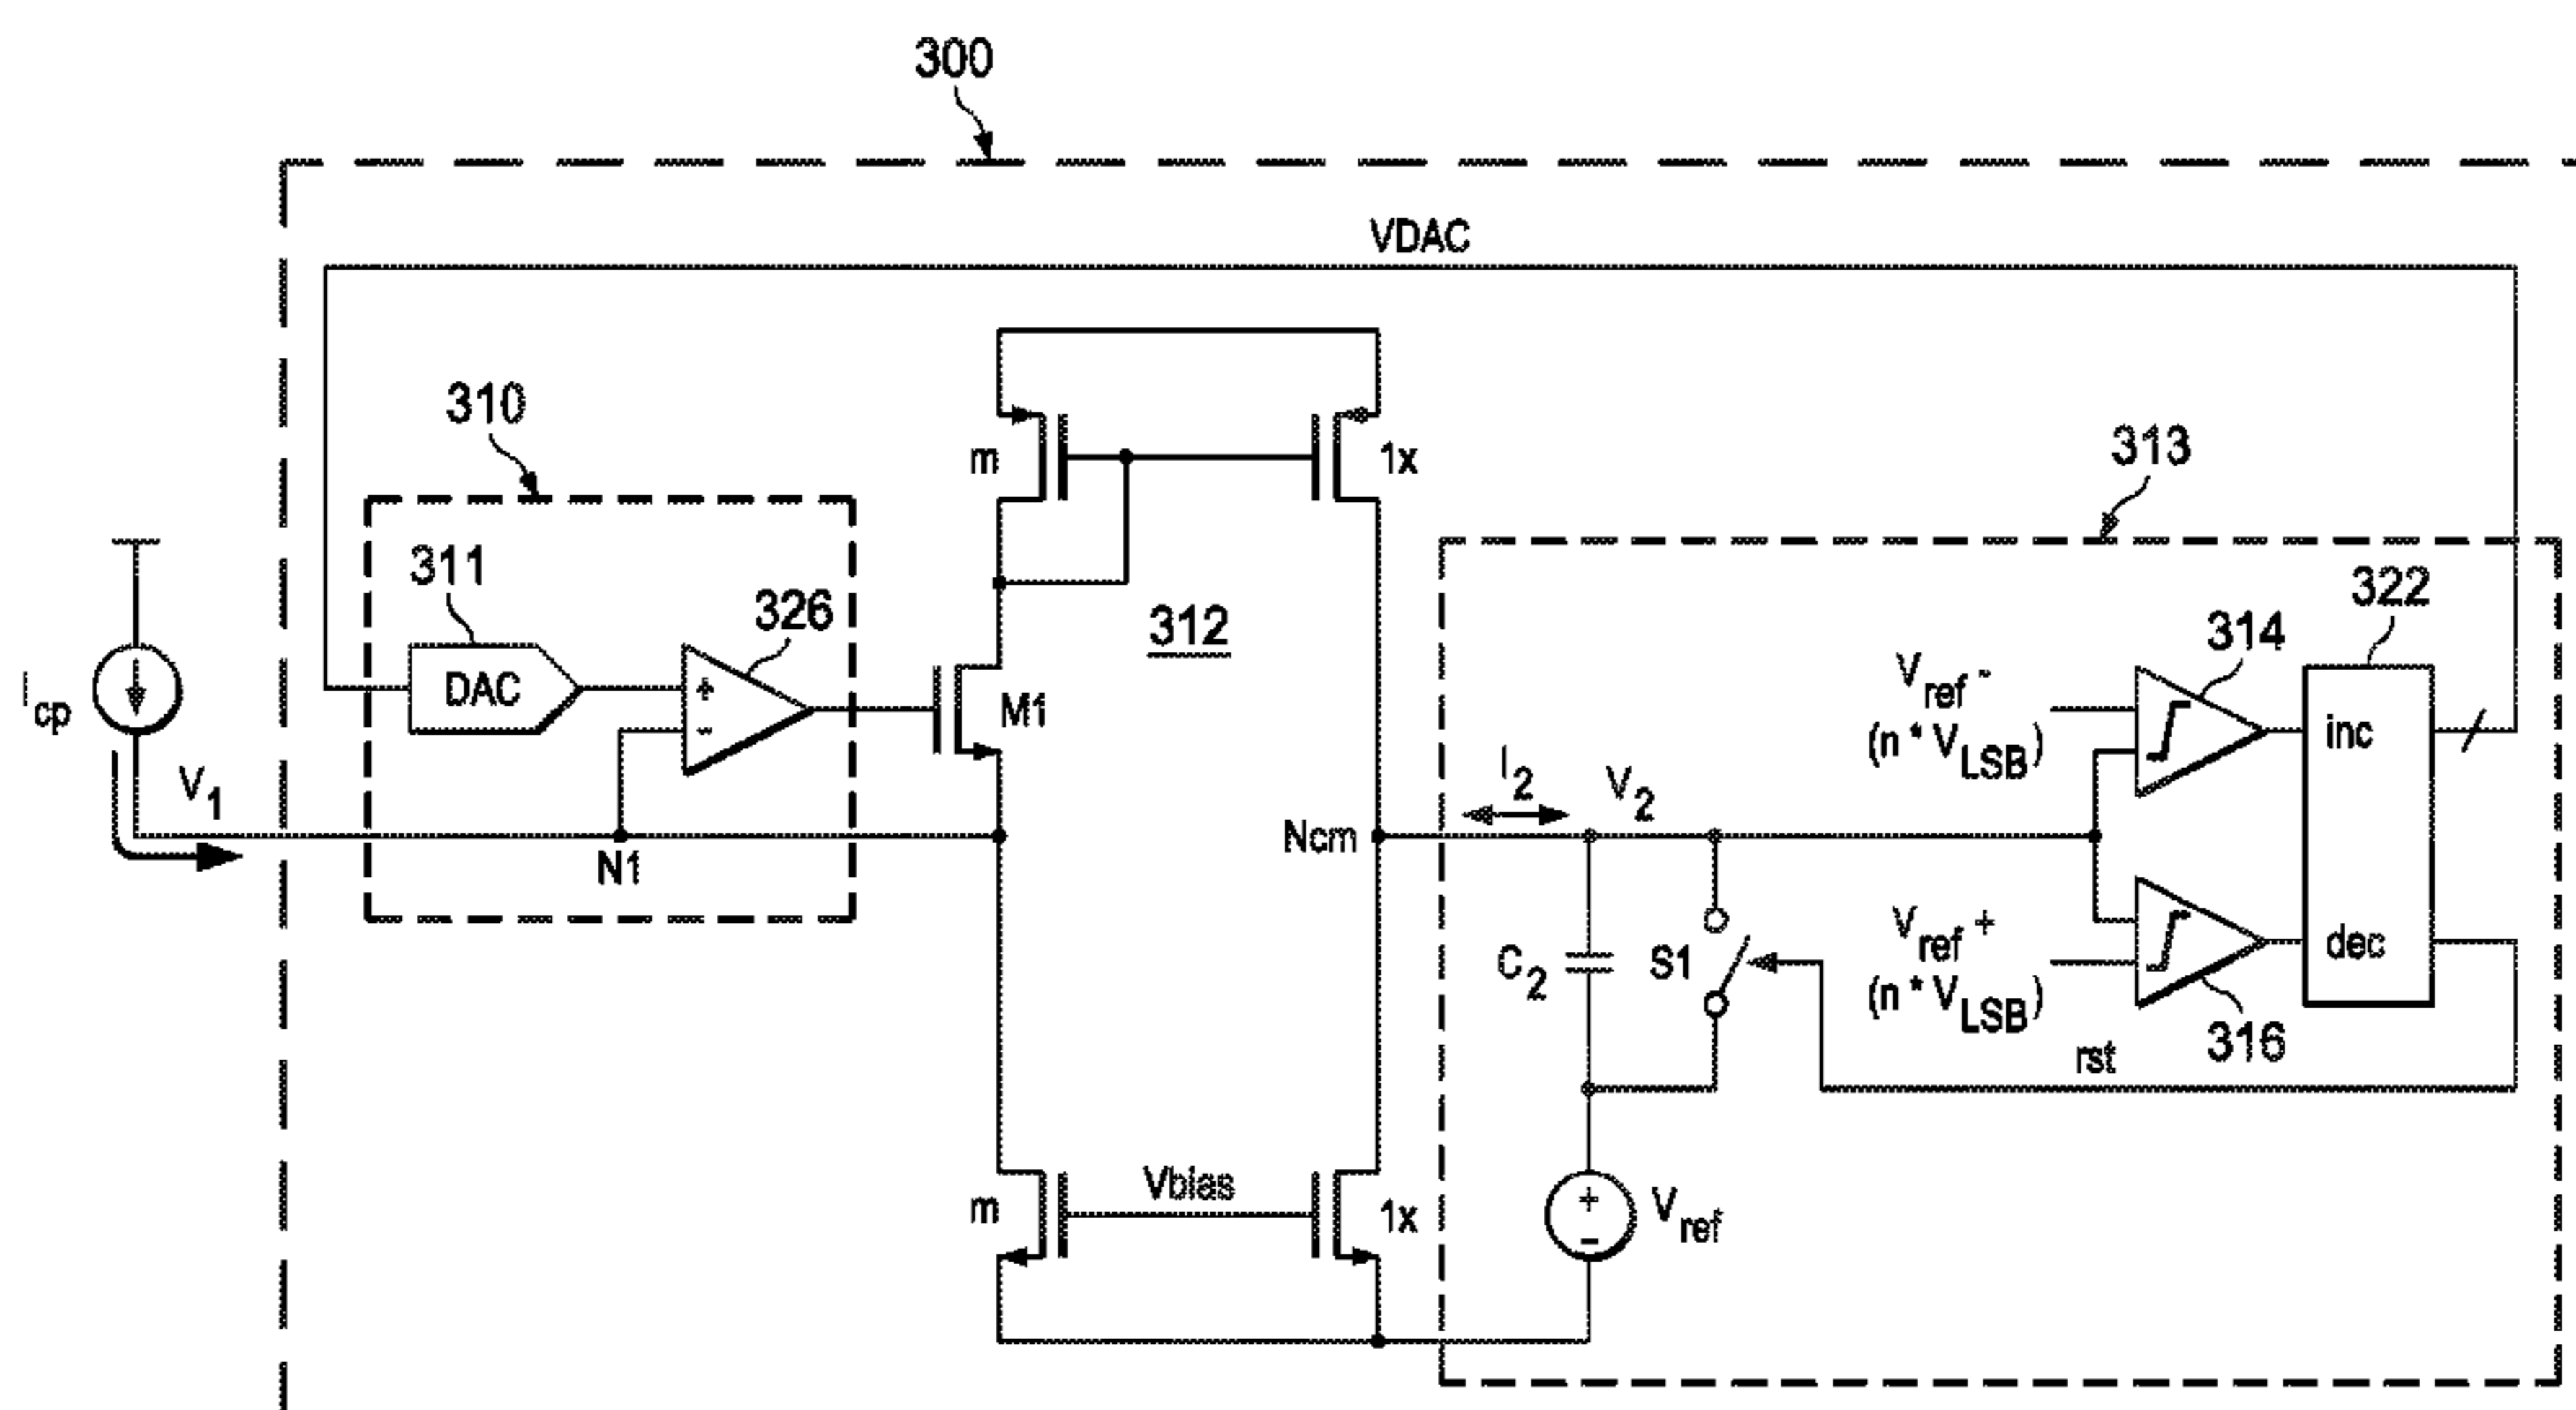 300
VDAC
310
m
1x
313
311
326
312
322
DAC
+
-
M1
314
Vref -
(n * VLSB)
inc
Icp
V1
I2
V2
N1
Ncm
C2
S1
Vref +
(n * VLSB)
dec
316
rst
m
Vbias
1x
+
-
Vref